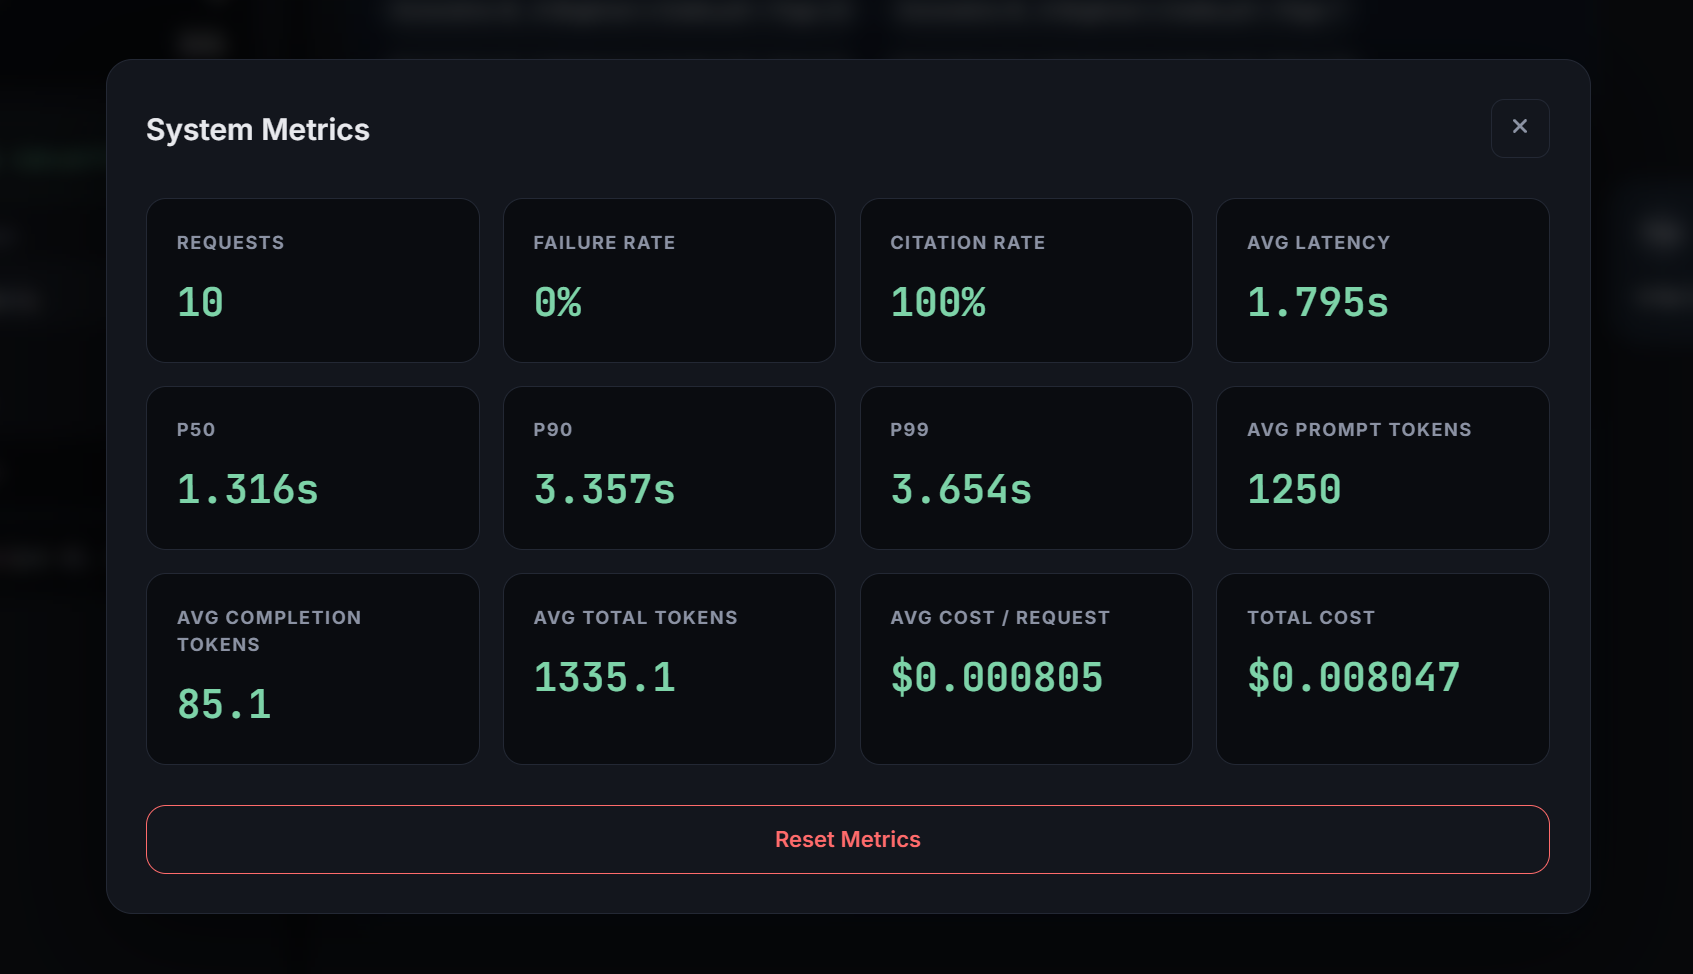 System Metrics
REQUESTS
10
FAILURE RATE
0%
CITATION RATE
100%
AVG LATENCY
1.795s
P50
1.316s
P90
3.357s
P99
3.654s
AVG PROMPT TOKENS
1250
AVG COMPLETION
TOKENS
85.1
AVG TOTAL TOKENS
1335.1
AVG COST / REQUEST
$0.000805
TOTAL COST
$0.008047
Reset Metrics